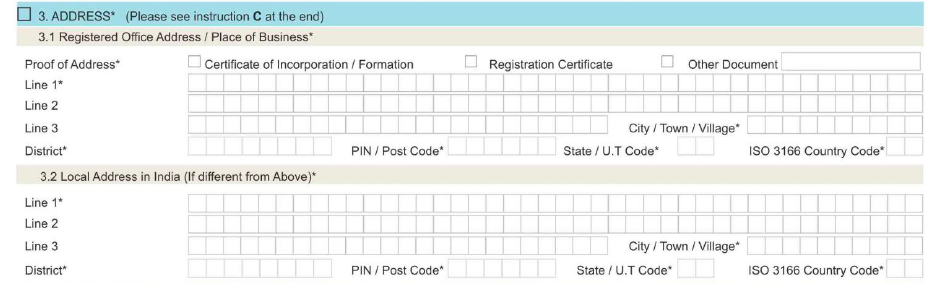 3. ADDRESS* (Please see instruction C at the end)
3.1 Registered Office Address / Place of Business*
Proof of Address* Certificate of Incorporation / Formation Registration Certificate Other Document
Line 1*
Line 2
Line 3 City / Town / Village*
District* PIN / Post Code* State / U.T Code* ISO 3166 Country Code*
3.2 Local Address in India (If different from Above)*
Line 1*
Line 2
Line 3 City / Town / Village*
District* PIN / Post Code* State / U.T Code* ISO 3166 Country Code*